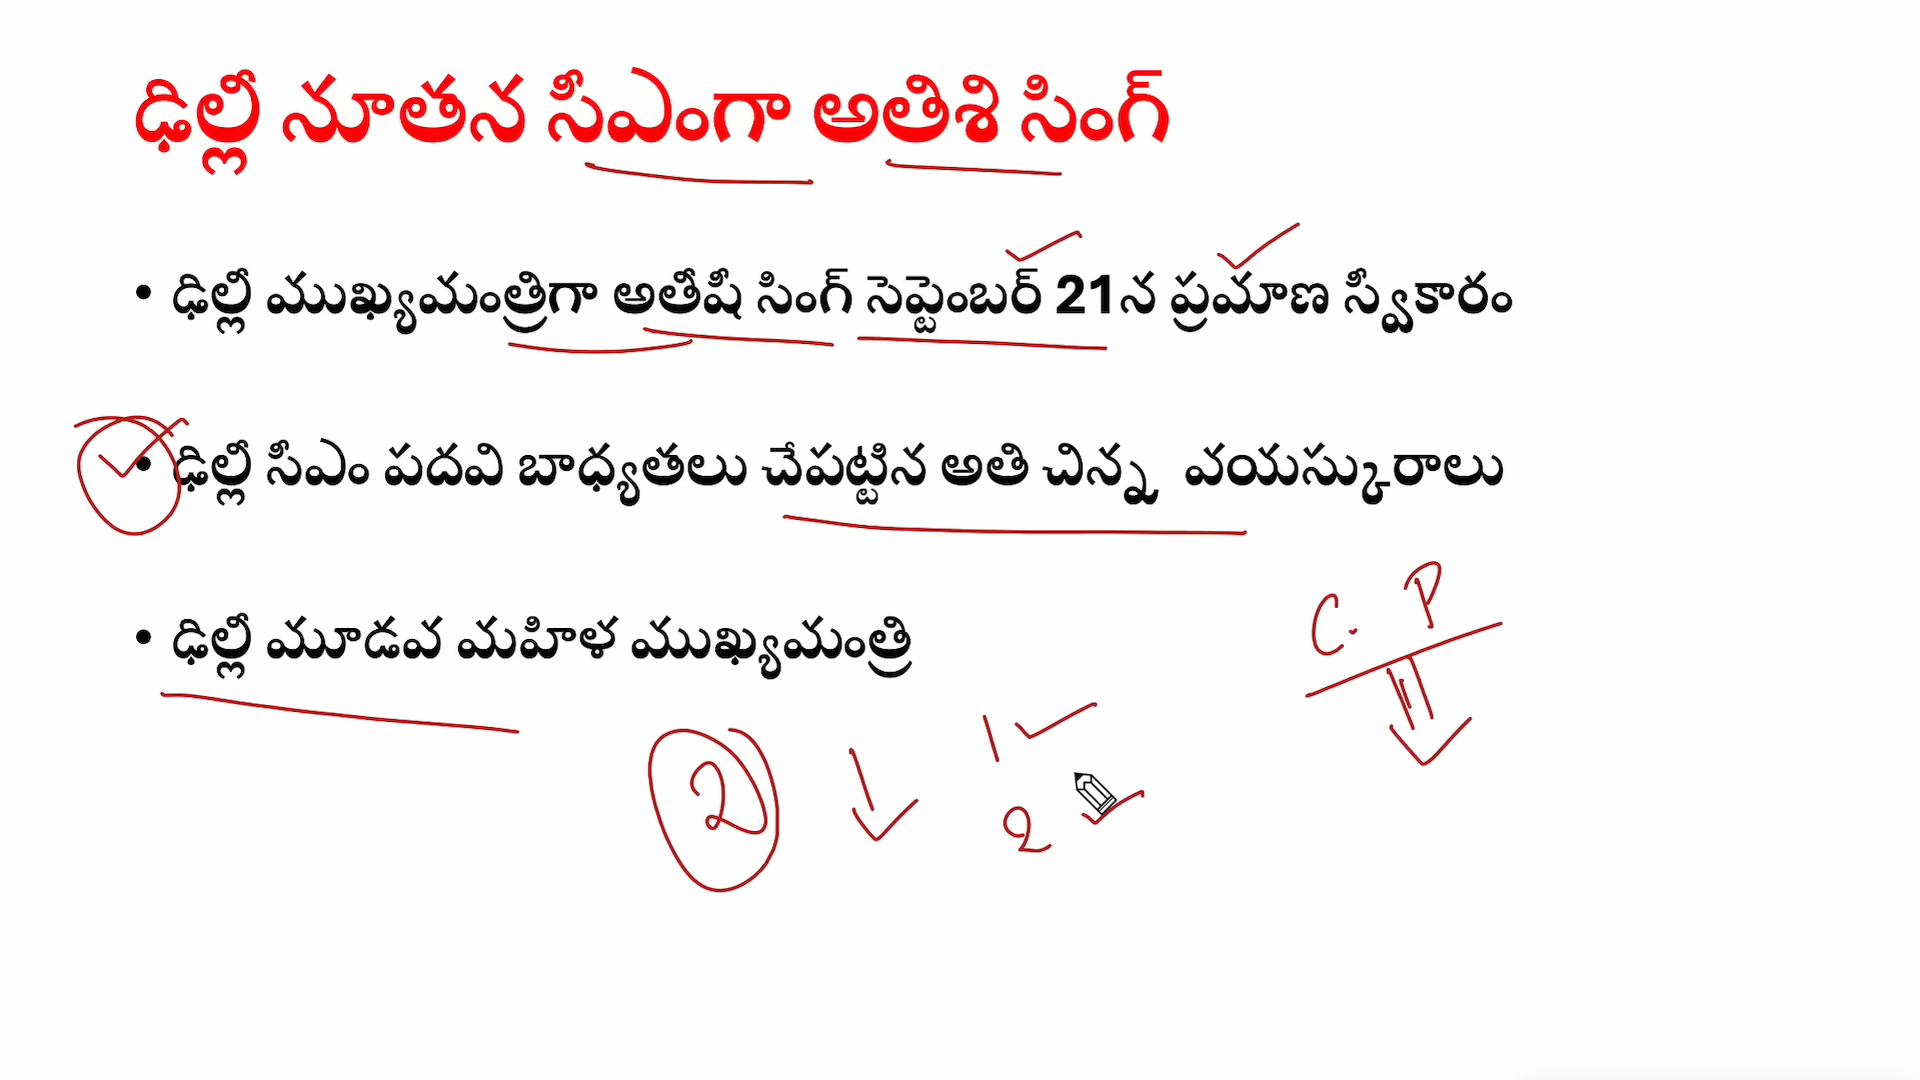 ఢిల్లీ నూతన సీఎంగా అతిశి సింగ్
• ఢిల్లీ ముఖ్యమంత్రిగా అతీషీ సింగ్ సెప్టెంబర్ 21న ప్రమాణ స్వీకారం
• ఢిల్లీ సీఎం పదవి బాధ్యతలు చేపట్టిన అతి చిన్న వయస్కురాలు
• ఢిల్లీ మూడవ మహిళ ముఖ్యమంత్రి
C. P
1
2
2